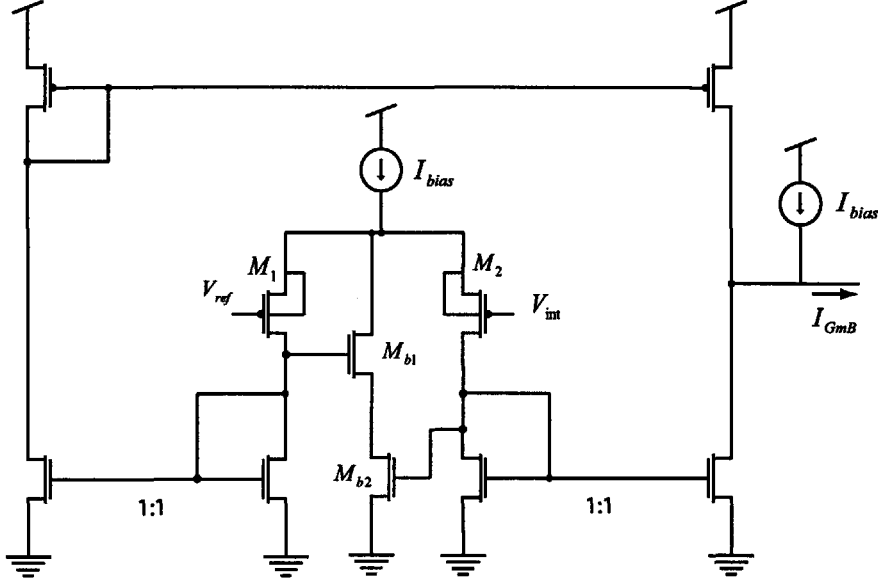 I_bias
I_bias
M_1
M_2
V_ref
V_int
I_GmB
M_b1
M_b2
1:1
1:1